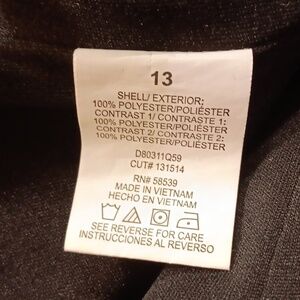 13
SHELL/ EXTERIOR:
100% POLYESTER/POLIÉSTER
CONTRAST 1/ CONTRASTE 1:
100% POLYESTER/POLIÉSTER
CONTRAST 2/ CONTRASTE 2:
100% POLYESTER/POLIÉSTER
D80311Q59
CUT# 131514
RN# 58539
MADE IN VIETNAM
HECHO EN VIETNAM
SEE REVERSE FOR CARE
INSTRUCCIONES AL REVERSO